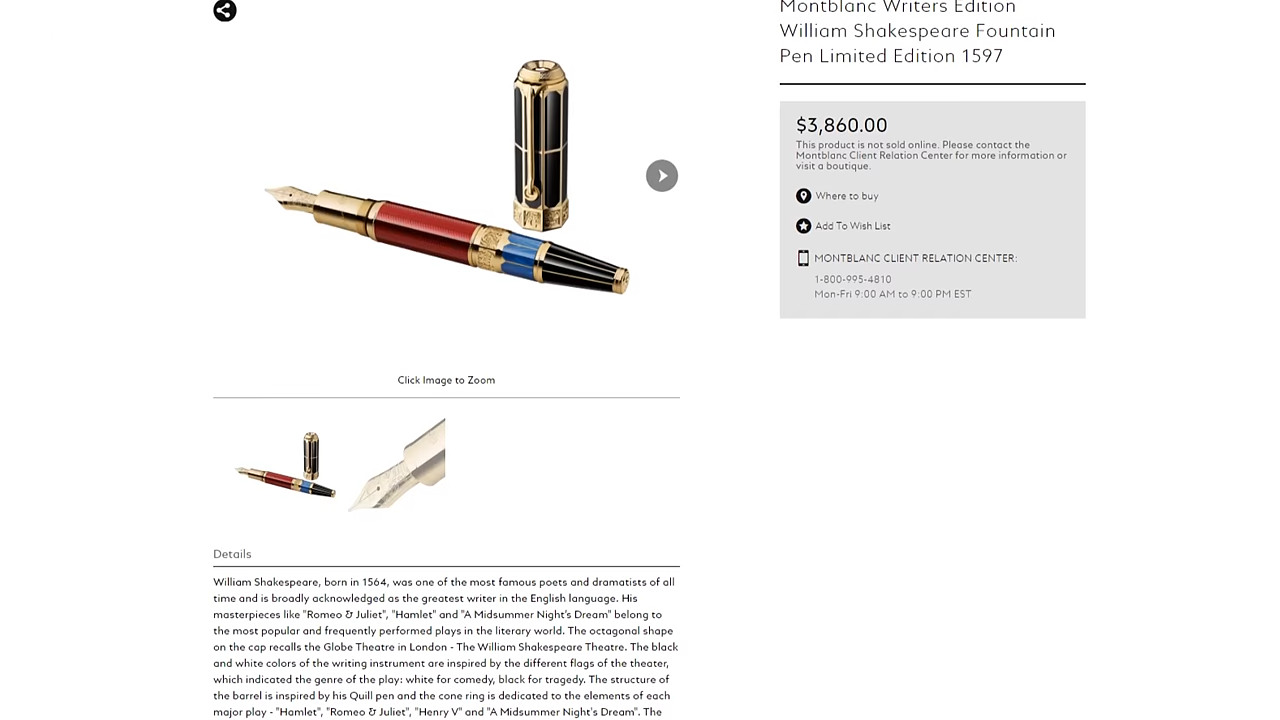 Montblanc Writers Edition
William Shakespeare Fountain
Pen Limited Edition 1597
$3,860.00
This product is not sold online. Please contact the
Montblanc Client Relation Center for more information or
visit a boutique.
Where to buy
Add To Wish List
MONTBLANC CLIENT RELATION CENTER:
1-800-995-4810
Mon-Fri 9:00 AM to 9:00 PM EST
Click Image to Zoom
Details
William Shakespeare, born in 1564, was one of the most famous poets and dramatists of all
time and is broadly acknowledged as the greatest writer in the English language. His
masterpieces like "Romeo & Juliet", "Hamlet" and "A Midsummer Night's Dream" belong to
the most popular and frequently performed plays in the literary world. The octagonal shape
on the cap recalls the Globe Theatre in London - The William Shakespeare Theatre. The black
and white colors of the writing instrument are inspired by the different flags of the theater,
which indicated the genre of the play: white for comedy, black for tragedy. The structure of
the barrel is inspired by his Quill pen and the cone ring is dedicated to the elements of each
major play - "Hamlet", "Romeo & Juliet", "Henry V" and "A Midsummer Night's Dream". The